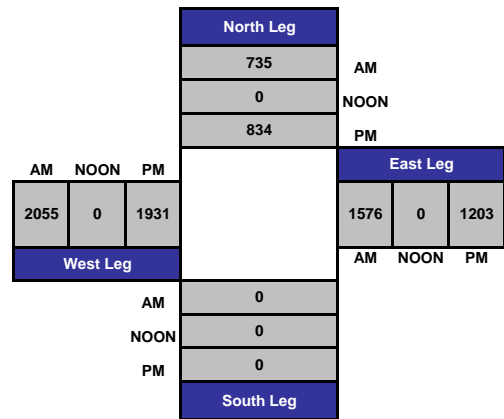 North Leg
735 AM
0 NOON
834 PM
AM NOON PM East Leg
2055 0 1931 1576 0 1203
West Leg AM NOON PM
AM 0
NOON 0
PM 0
South Leg